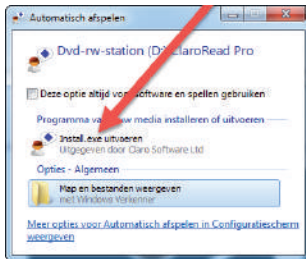 Automatisch afspelen
Dvd-rw-station (D:) ClaroRead Pro
Deze optie altijd voor software en spellen gebruiken
Programma van uw media installeren of uitvoeren
Install.exe uitvoeren
Uitgegeven door Claro Software Ltd
Opties - Algemeen
Map en bestanden weergeven
met Windows Verkenner
Meer opties voor Automatisch afspelen in Configuratiescherm
weergeven